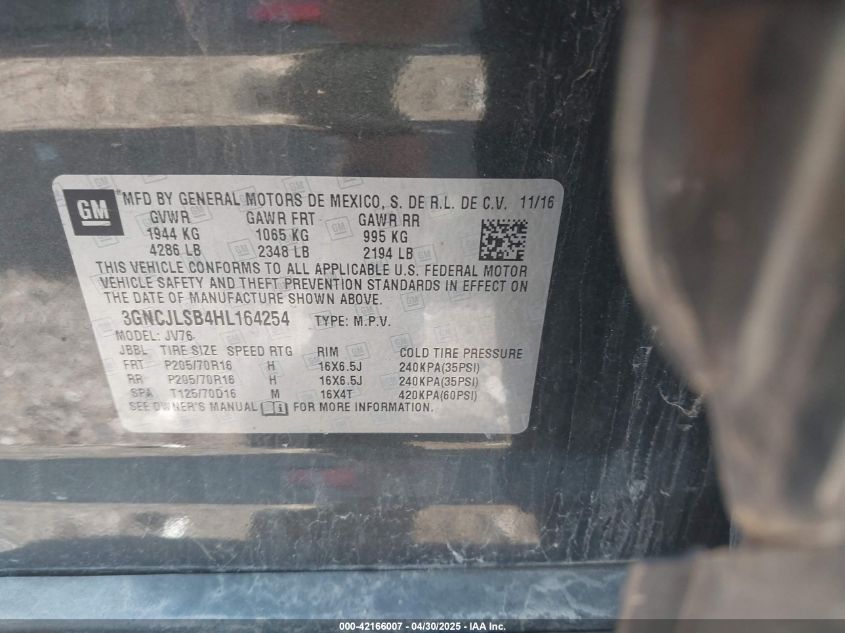 GM
MFD BY GENERAL MOTORS DE MEXICO, S. DE R.L. DE C.V. 11/16
GVWR GAWR FRT GAWR RR
1944 KG 1065 KG 995 KG
4286 LB 2348 LB 2194 LB
THIS VEHICLE CONFORMS TO ALL APPLICABLE U.S. FEDERAL MOTOR
VEHICLE SAFETY AND THEFT PREVENTION STANDARDS IN EFFECT ON
THE DATE OF MANUFACTURE SHOWN ABOVE.
3GNCJLSB4HL164254 TYPE: M.P.V.
MODEL: JV76
JBBL TIRE SIZE SPEED RTG RIM COLD TIRE PRESSURE
FRT P205/70R16 H 16X6.5J 240KPA(35PSI)
RR P205/70R16 H 16X6.5J 240KPA(35PSI)
SPA T125/70D16 M 16X4T 420KPA(60PSI)
SEE OWNER'S MANUAL FOR MORE INFORMATION.
000-42166007 / 04/30/2025 - IAA Inc.